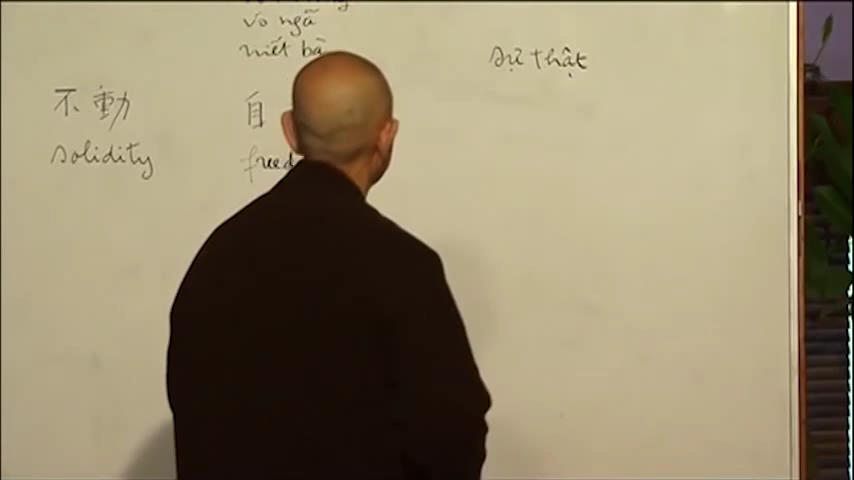 vô ngã
niết bà
sự thật
不動
自
solidity
freed